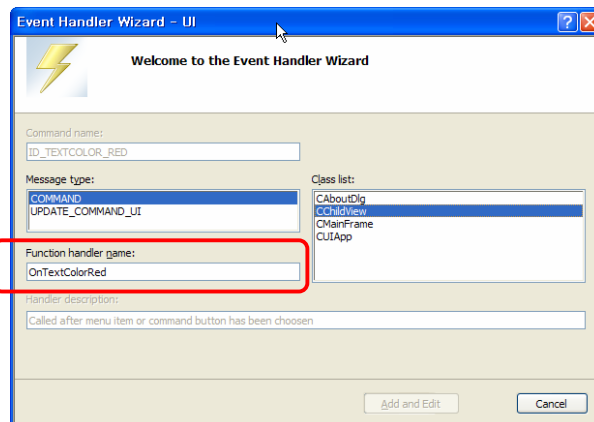 Event Handler Wizard - UI
Welcome to the Event Handler Wizard
Command name:
ID_TEXTCOLOR_RED
Message type:
COMMAND
UPDATE_COMMAND_UI
Class list:
CAboutDlg
CChildView
CMainFrame
CUIApp
Function handler name:
OnTextColorRed
Handler description:
Called after menu item or command button has been choosen
Add and Edit
Cancel